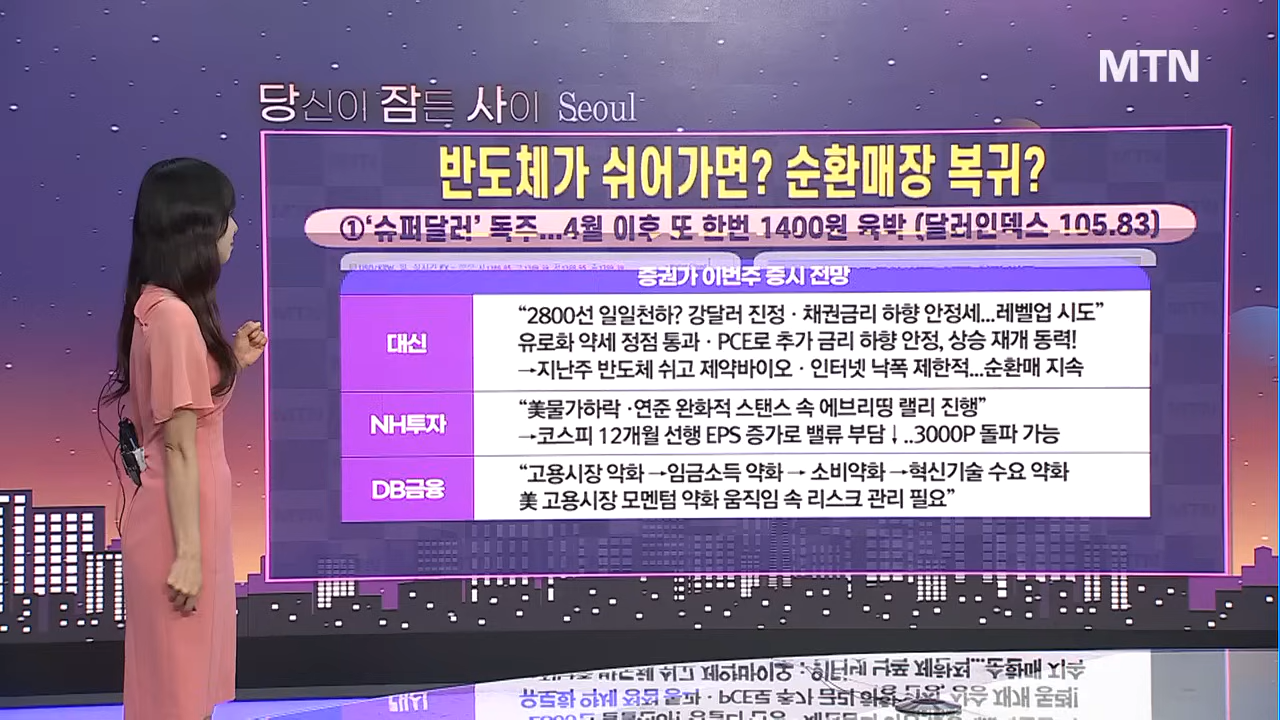 MTN
당신이 잠든 사이 Seoul
반도체가 쉬어가면? 순환매장 복귀?
①‘슈퍼달러’ 독주...4월 이후 또 한번 1400원 육박 (달러인덱스 105.83)
증권가 이번주 증시 전망
대신
“2800선 일일천하? 강달러 진정 · 채권금리 하향 안정세...레벨업 시도”
유로화 약세 정점 통과 · PCE로 추가 금리 하향 안정, 상승 재개 동력!
→지난주 반도체 쉬고 제약바이오 · 인터넷 낙폭 제한적...순환매 지속
NH투자
“美물가하락 ·연준 완화적 스탠스 속 에브리띵 랠리 진행”
→코스피 12개월 선행 EPS 증가로 밸류 부담↓..3000P 돌파 가능
DB금융
“고용시장 악화 →임금소득 약화 → 소비약화 →혁신기술 수요 약화
美 고용시장 모멘텀 약화 움직임 속 리스크 관리 필요”